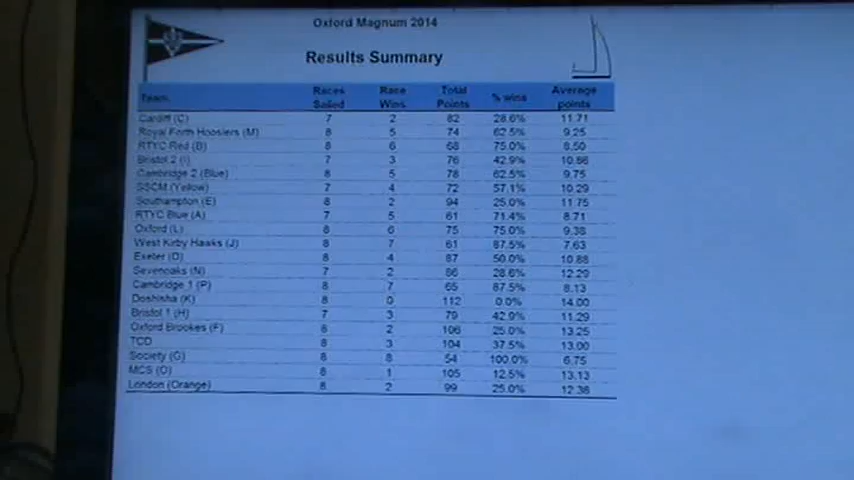 Oxford Magnum 2014
Results Summary
Team Races Sailed Race Wins Total Points % wins Average points
Cardiff (C) 7 2 82 28.6% 11.71
Royal Forth Hoosiers (M) 8 5 74 62.5% 9.25
RTYC Red (B) 8 6 68 75.0% 8.50
Bristol 2 (I) 7 3 76 42.9% 10.86
Cambridge 2 (Blue) 8 5 78 62.5% 9.75
SSCM (Yellow) 7 4 72 57.1% 10.29
Southampton (E) 8 2 94 25.0% 11.75
RTYC Blue (A) 7 5 61 71.4% 8.71
Oxford (L) 8 6 75 75.0% 9.38
West Kirby Hawks (J) 8 7 61 87.5% 7.63
Exeter (D) 8 4 87 50.0% 10.88
Sevenoaks (N) 7 2 86 28.6% 12.29
Cambridge 1 (P) 8 7 65 87.5% 8.13
Doshisha (K) 8 0 112 0.0% 14.00
Bristol 1 (H) 7 3 79 42.9% 11.29
Oxford Brookes (F) 8 2 106 25.0% 13.25
TCD 8 3 104 37.5% 13.00
Society (G) 8 8 54 100.0% 6.75
MCS (O) 8 1 105 12.5% 13.13
London (Orange) 8 2 99 25.0% 12.38